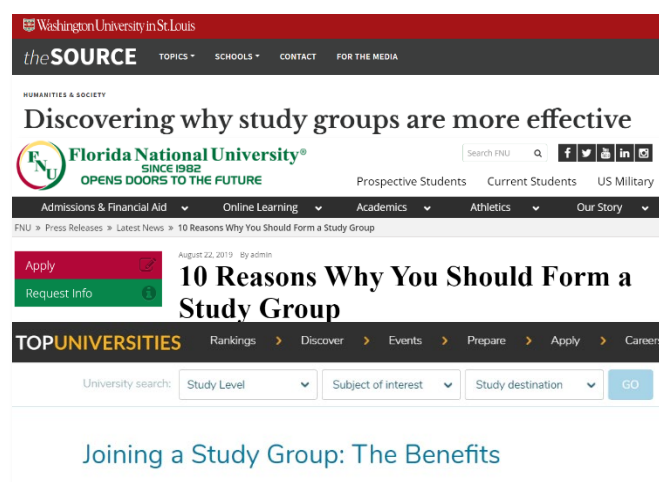 Washington University in St. Louis
the SOURCE TOPICS SCHOOLS CONTACT FOR THE MEDIA
HUMANITIES & SOCIETY
Discovering why study groups are more effective
FNU Florida National University®
SINCE 1982
OPENS DOORS TO THE FUTURE
Search FNU
Prospective Students Current Students US Military
Admissions & Financial Aid Online Learning Academics Athletics Our Story
FNU » Press Releases » Latest News » 10 Reasons Why You Should Form a Study Group
Apply
Request Info
August 22, 2019 By admin
10 Reasons Why You Should Form a
Study Group
TOPUNIVERSITIES Rankings Discover Events Prepare Apply Careers
University search: Study Level Subject of interest Study destination GO
Joining a Study Group: The Benefits